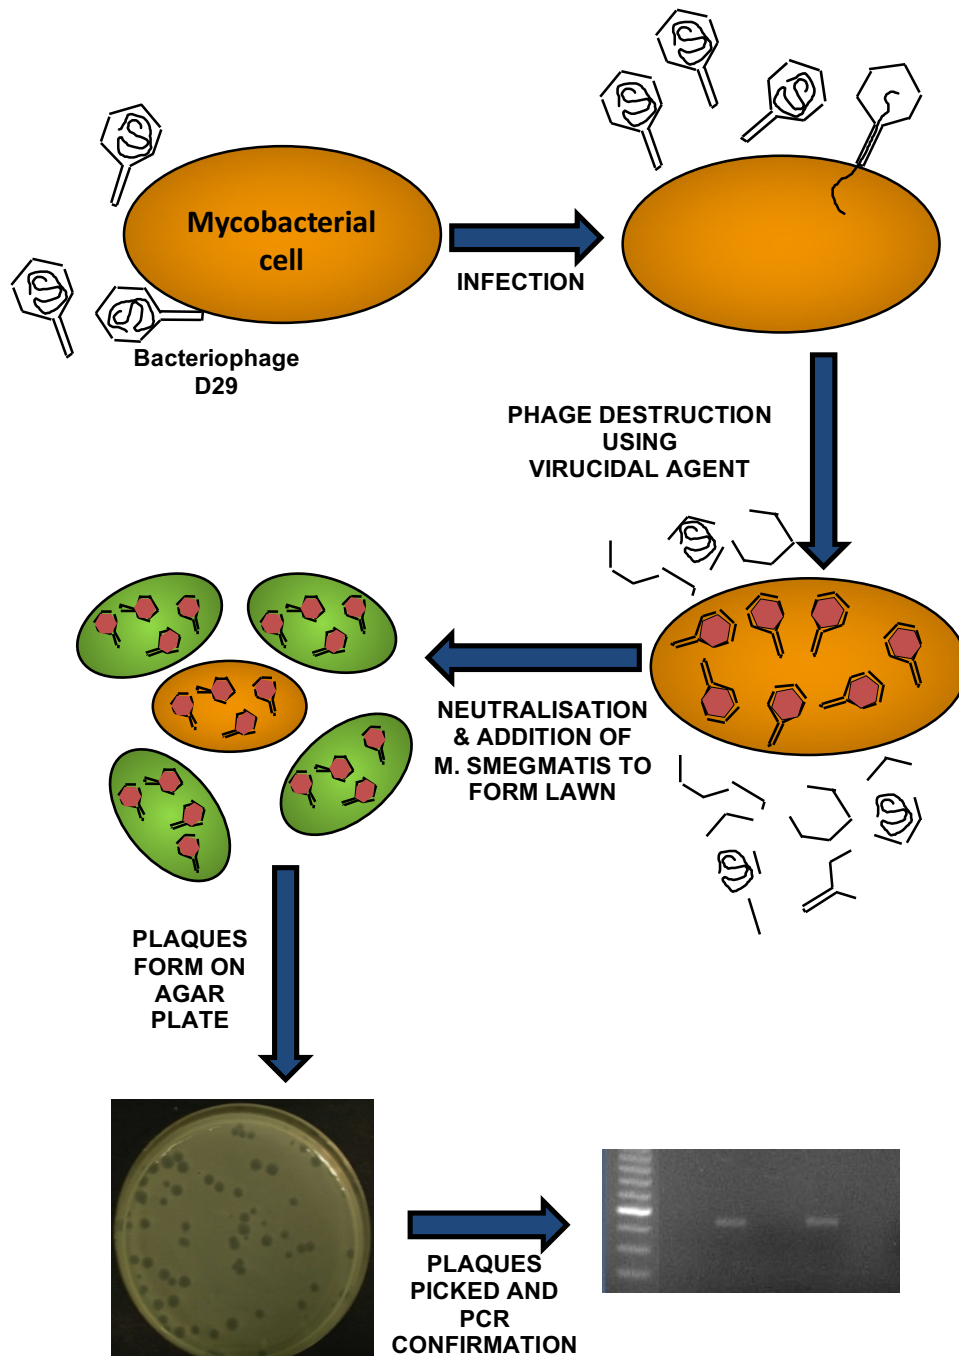 Mycobacterial
cell
INFECTION
Bacteriophage
D29
PHAGE DESTRUCTION
USING
VIRUCIDAL AGENT
NEUTRALISATION
& ADDITION OF
M. SMEGMATIS TO
FORM LAWN
PLAQUES
FORM ON
AGAR
PLATE
PLAQUES
PICKED AND
PCR
CONFIRMATION